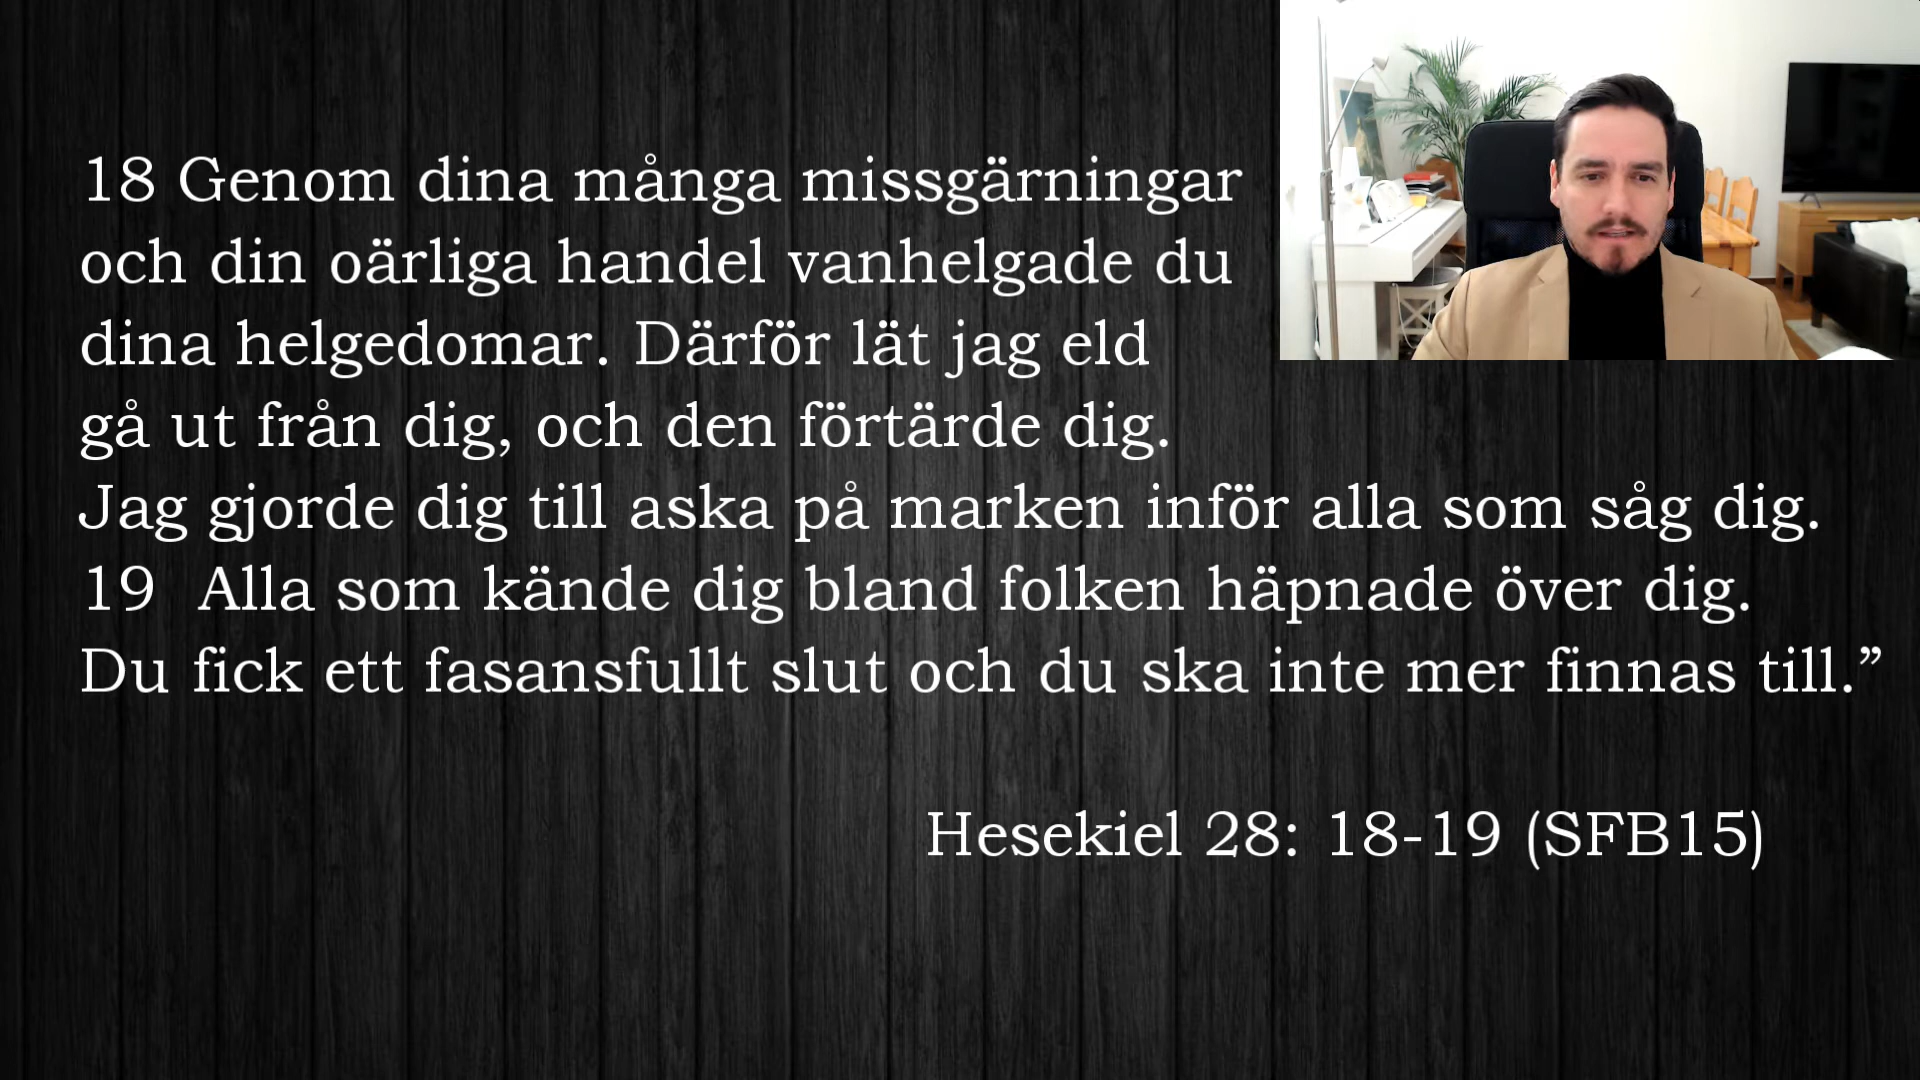 18 Genom dina många missgärningar
och din oärliga handel vanhelgade du
dina helgedomar. Därför lät jag eld
gå ut från dig, och den förtärde dig.
Jag gjorde dig till aska på marken inför alla som såg dig.
19 Alla som kände dig bland folken häpnade över dig.
Du fick ett fasansfullt slut och du ska inte mer finnas till.”
Hesekiel 28: 18-19 (SFB15)